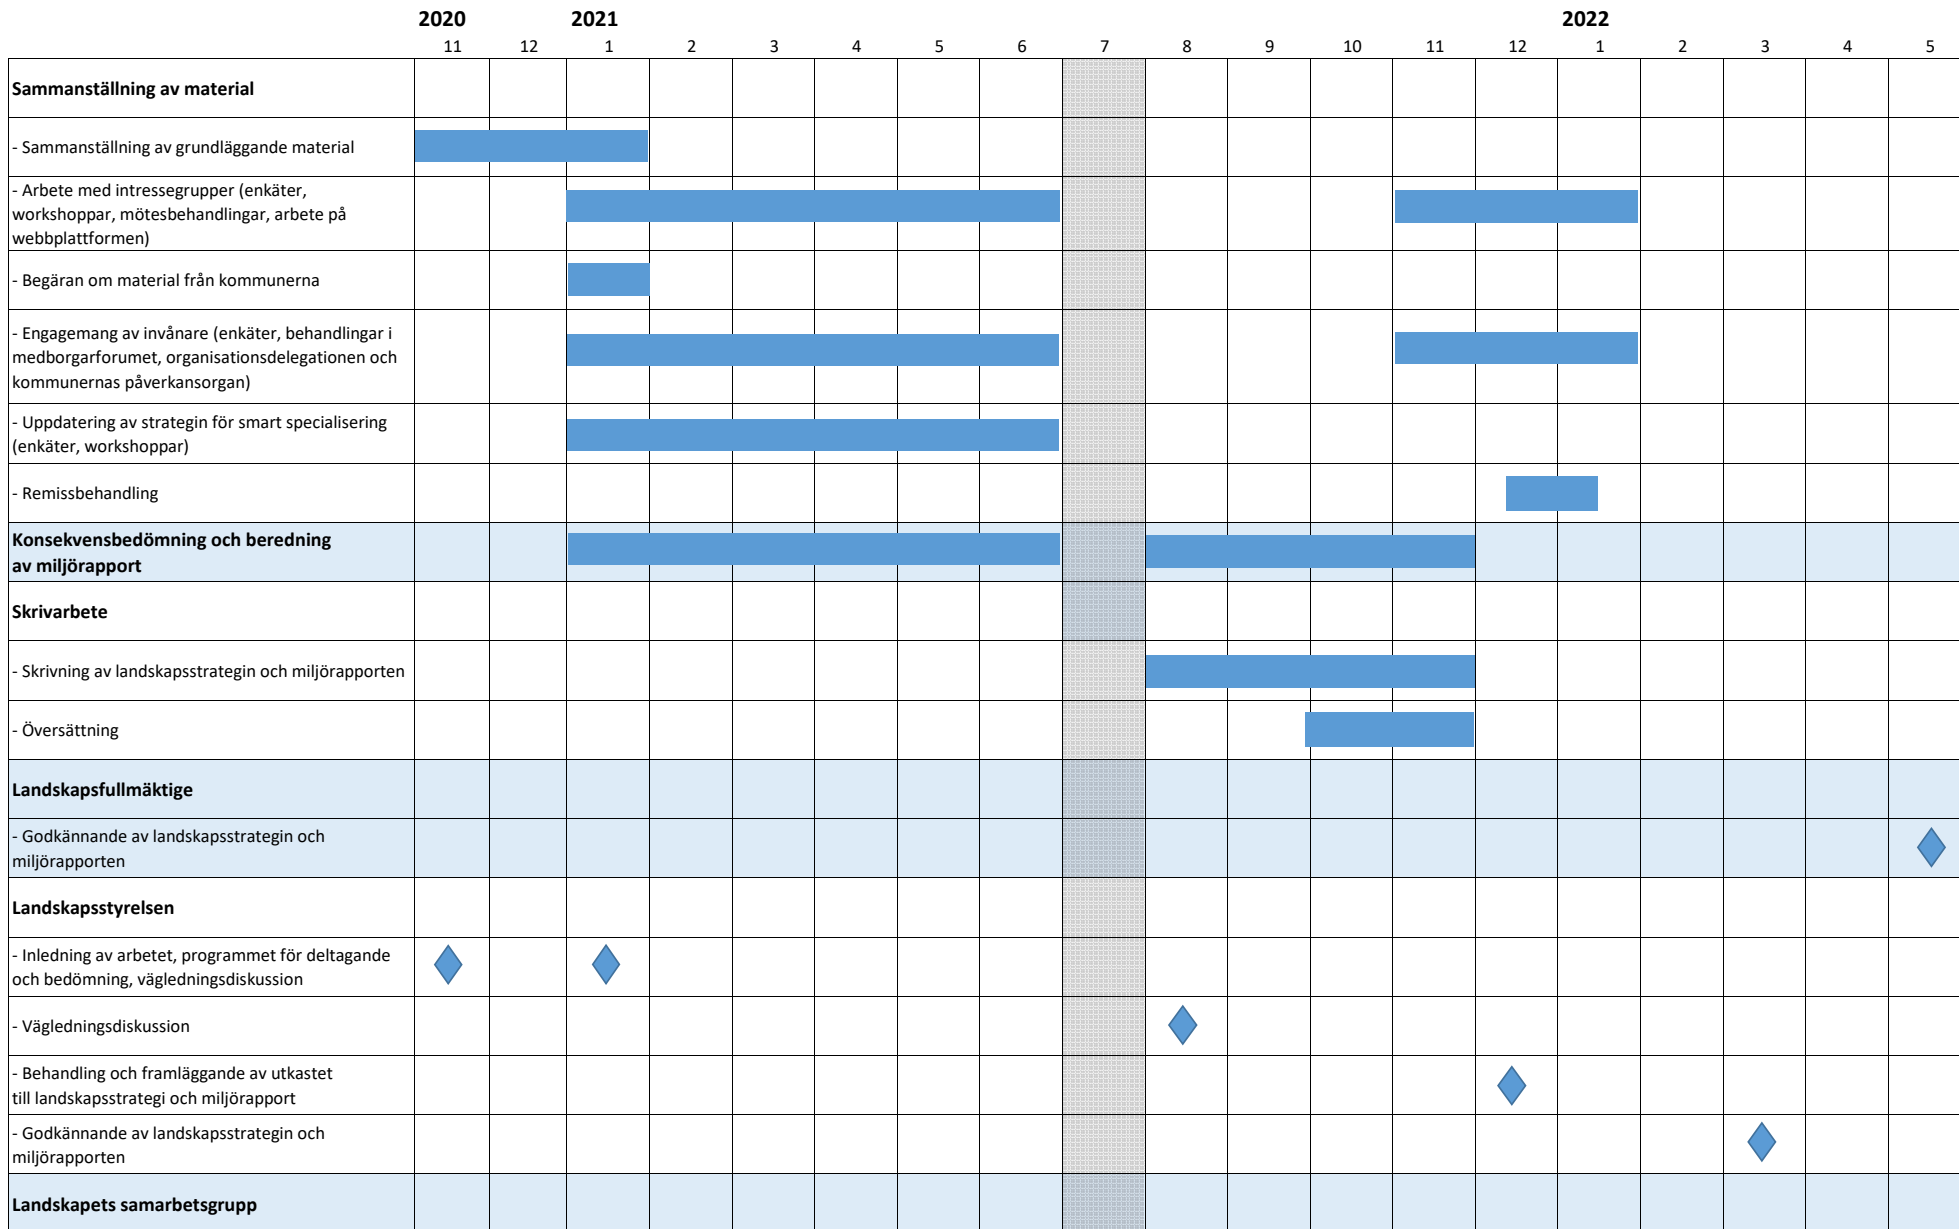 2020 2021 2022
11 12 1 2 3 4 5 6 7 8 9 10 11 12 1 2 3 4 5
Sammanställning av material
- Sammanställning av grundläggande material
- Arbete med intressegrupper (enkäter,
workshoppar, mötesbehandlingar, arbete på
webbplattformen)
- Begäran om material från kommunerna
- Engagemang av invånare (enkäter, behandlingar i
medborgarforumet, organisationsdelegationen och
kommunernas påverkansorgan)
- Uppdatering av strategin för smart specialisering
(enkäter, workshoppar)
- Remissbehandling
Konsekvensbedömning och beredning
av miljörapport
Skrivarbete
- Skrivning av landskapsstrategin och miljörapporten
- Översättning
Landskapsfullmäktige
- Godkännande av landskapsstrategin och
miljörapporten
Landskapsstyrelsen
- Inledning av arbetet, programmet för deltagande
och bedömning, vägledningsdiskussion
- Vägledningsdiskussion
- Behandling och framläggande av utkastet
till landskapsstrategi och miljörapport
- Godkännande av landskapsstrategin och
miljörapporten
Landskapets samarbetsgrupp